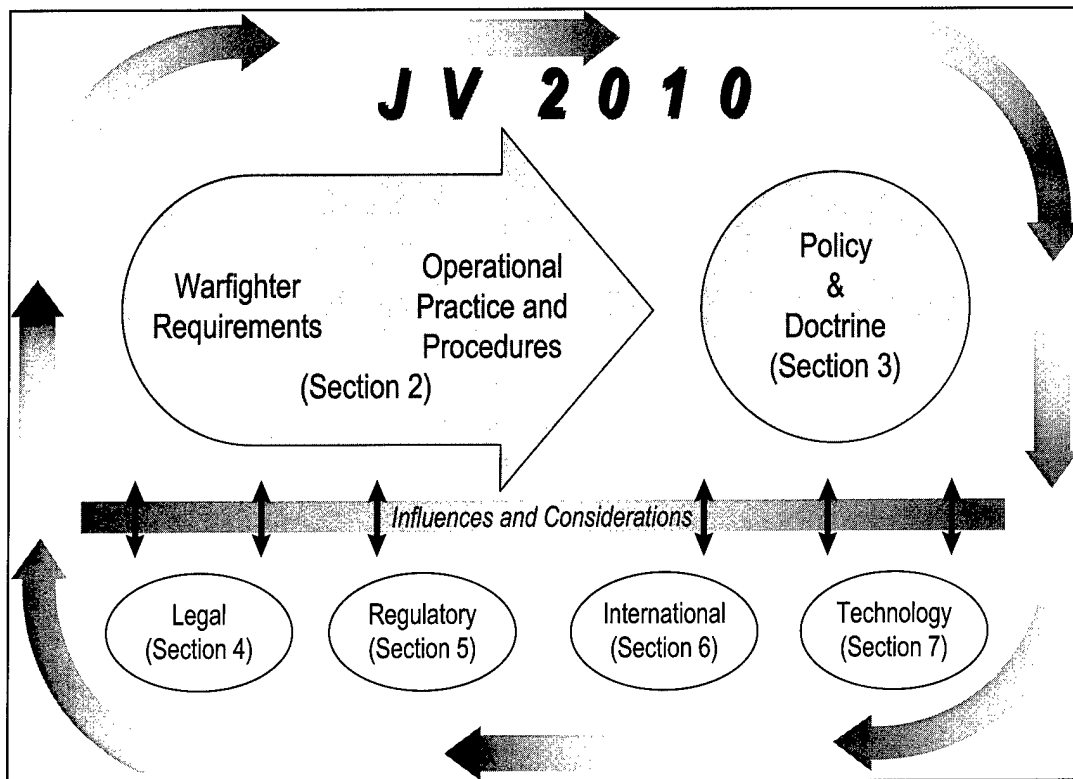 JV 2010
Warfighter
Requirements
Operational
Practice and
Procedures
(Section 2)
Policy
&
Doctrine
(Section 3)
Influences and Considerations
Legal
(Section 4)
Regulatory
(Section 5)
International
(Section 6)
Technology
(Section 7)